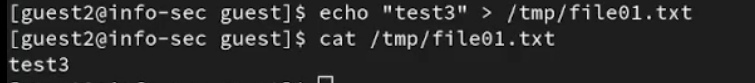 [guest2@info-sec guest]$ echo "test3" > /tmp/file01.txt
[guest2@info-sec guest]$ cat /tmp/file01.txt
test3